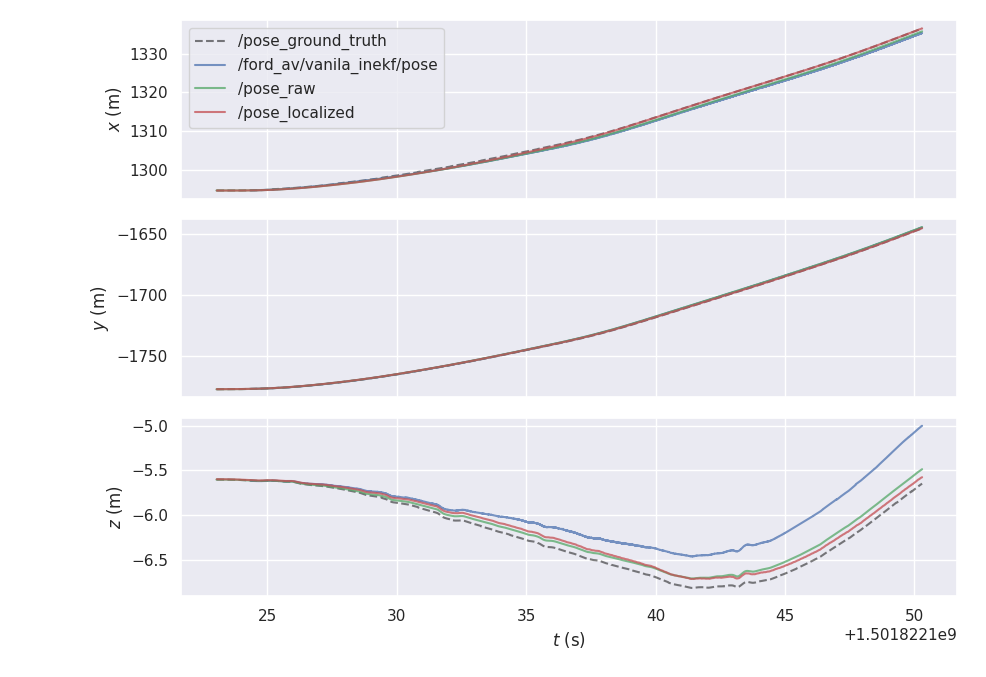 /pose_ground_truth
/ford_av/vanila_inekf/pose
/pose_raw
/pose_localized
x (m)
1330
1320
1310
1300
y (m)
−1650
−1700
−1750
z (m)
−5.0
−5.5
−6.0
−6.5
25 30 35 40 45 50
t (s)
+1.5018221e9